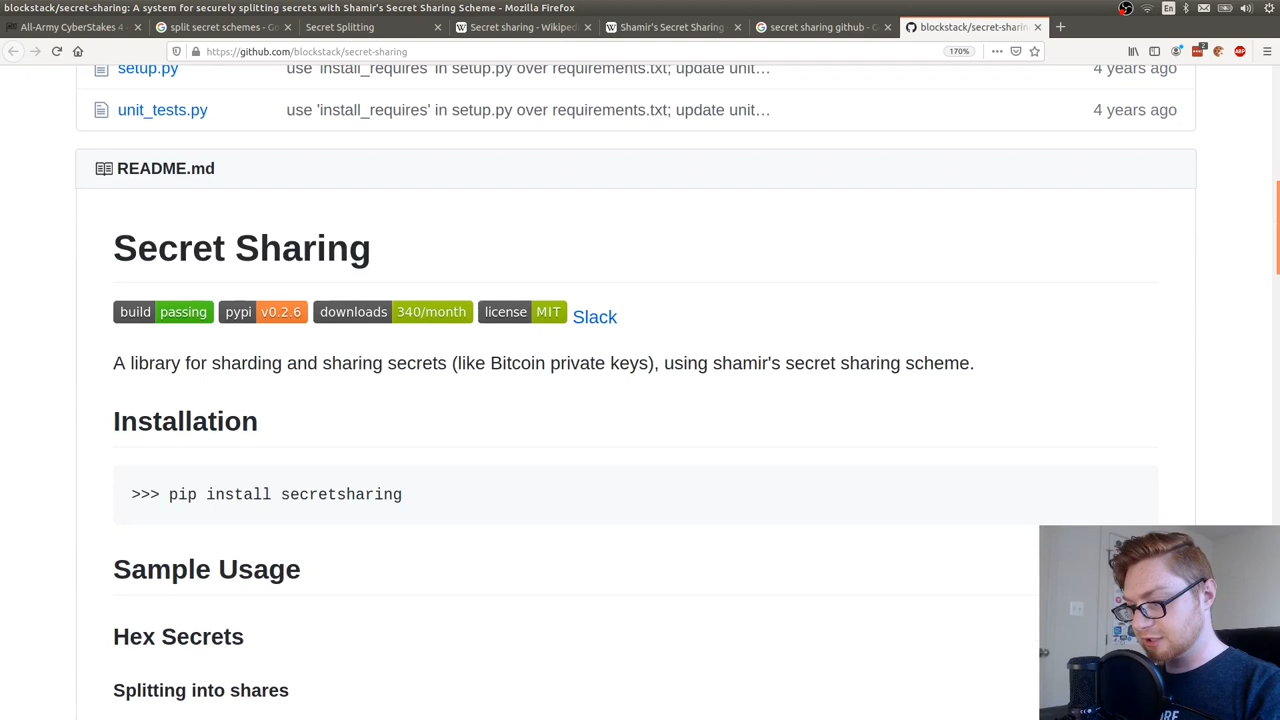 blockstack/secret-sharing: A system for securely splitting secrets with Shamir's Secret Sharing Scheme - Mozilla Firefox
En
All-Army CyberStakes 4
split secret schemes - Go
Secret Splitting
Secret sharing - Wikiped
Shamir's Secret Sharing
secret sharing github - G
blockstack/secret-sharin
https://github.com/blockstack/secret-sharing
170%
2
ABP
setup.py
use 'install_requires' in setup.py over requirements.txt; update unit…
4 years ago
unit_tests.py
use 'install_requires' in setup.py over requirements.txt; update unit…
4 years ago
README.md
Secret Sharing
build passing pypi v0.2.6 downloads 340/month license MIT Slack
A library for sharding and sharing secrets (like Bitcoin private keys), using shamir's secret sharing scheme.
Installation
>>> pip install secretsharing
Sample Usage
Hex Secrets
Splitting into shares